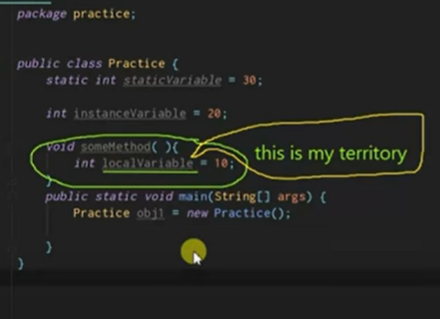 package practice;
public class Practice {
static int staticVariable = 30;
int instanceVariable = 20;
void someMethod( ){
int localVariable = 10;
this is my territory
}
public static void main(String[] args) {
Practice obj1 = new Practice();
}
}